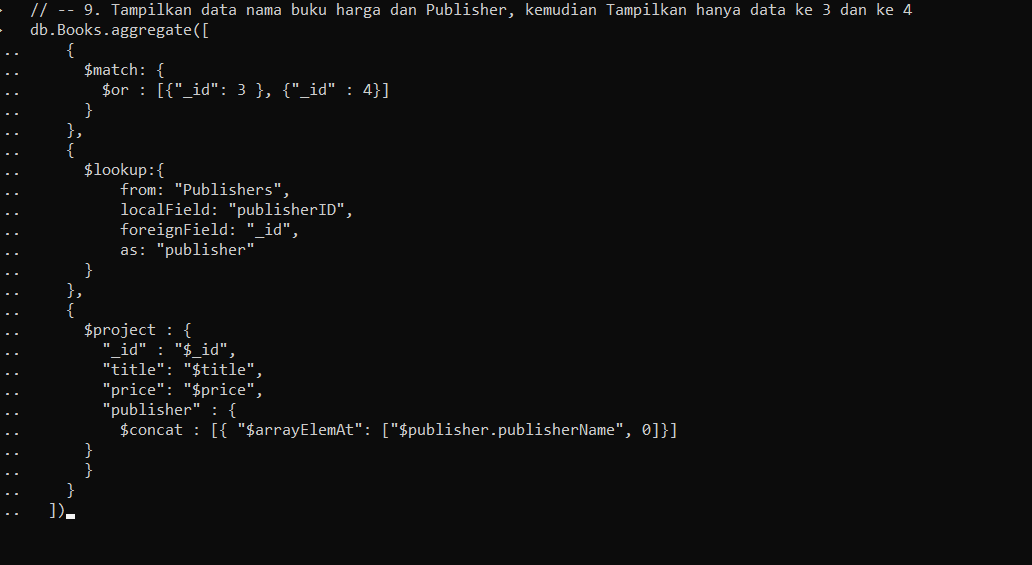 > // -- 9. Tampilkan data nama buku harga dan Publisher, kemudian Tampilkan hanya data ke 3 dan ke 4
> db.Books.aggregate([
..     {
..       $match: {
..         $or : [{"_id": 3 }, {"_id" : 4}]
..       }
..     },
..     {
..       $lookup:{
..           from: "Publishers",
..           localField: "publisherID",
..           foreignField: "_id",
..           as: "publisher"
..       }
..     },
..     {
..       $project : {
..         "_id" : "$_id",
..         "title": "$title",
..         "price": "$price",
..         "publisher" : {
..           $concat : [{ "$arrayElemAt": ["$publisher.publisherName", 0]}]
..       }
..       }
..     }
..   ])